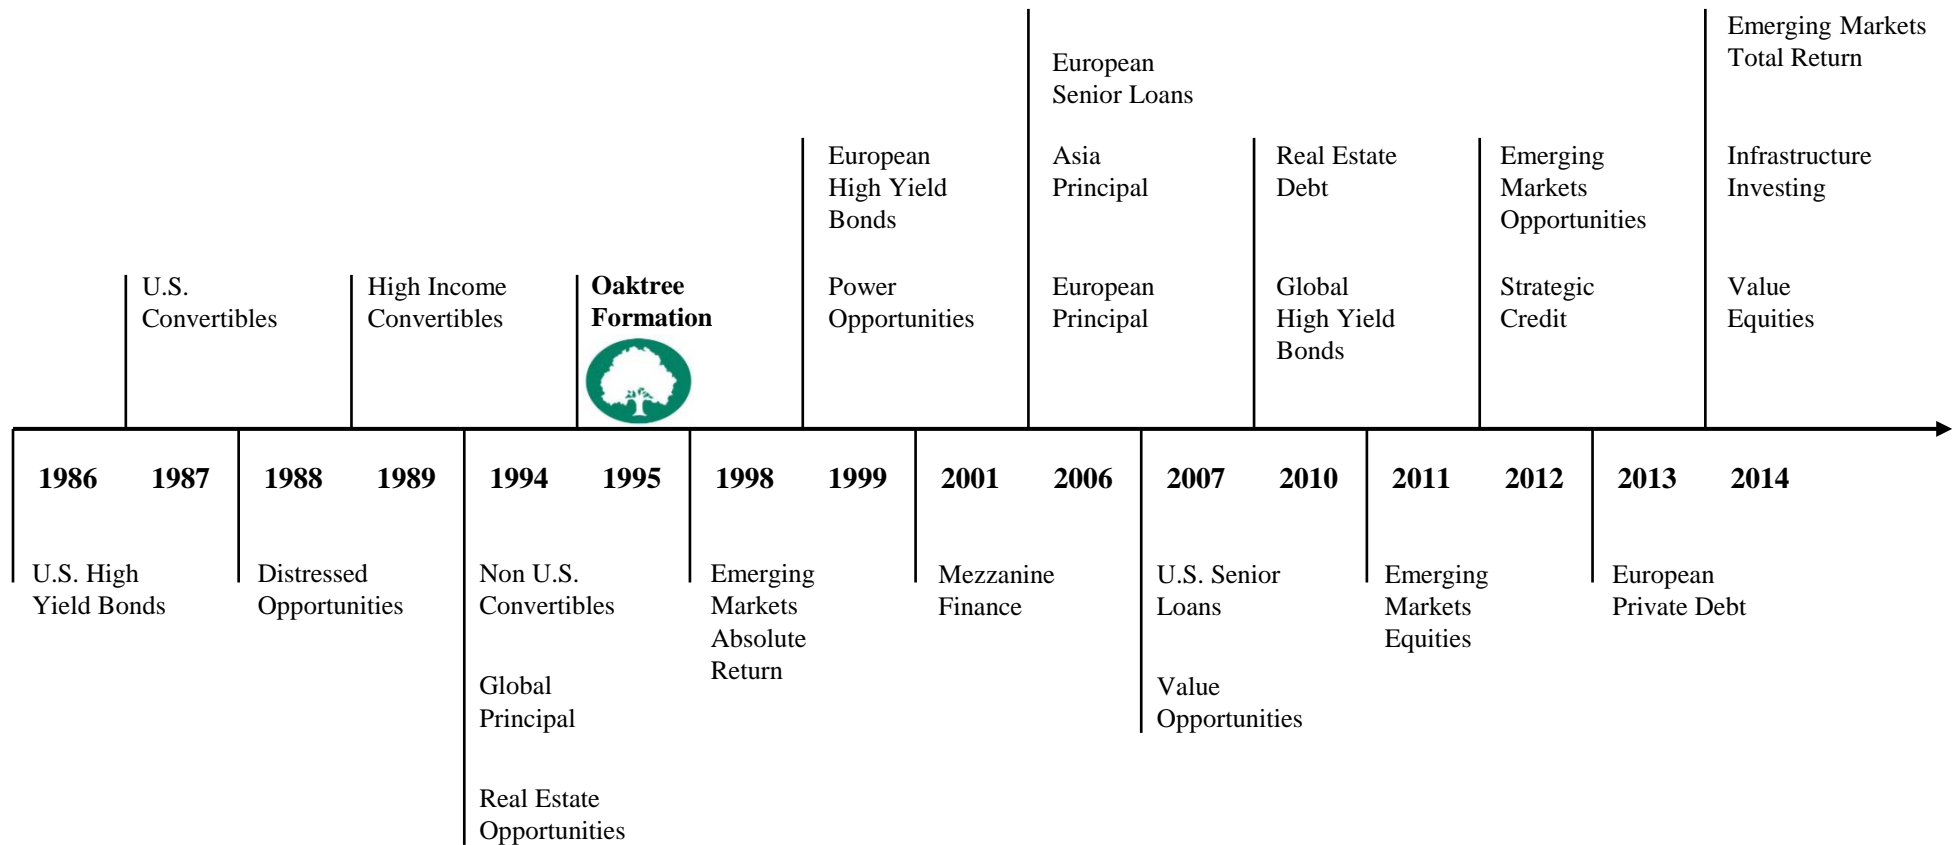 Emerging Markets
Total Return
European
Senior Loans
European
High Yield
Bonds
Asia
Principal
Real Estate
Debt
Emerging
Markets
Opportunities
Infrastructure
Investing
U.S.
Convertibles
High Income
Convertibles
Oaktree
Formation
Power
Opportunities
European
Principal
Global
High Yield
Bonds
Strategic
Credit
Value
Equities
1986 1987 1988 1989 1994 1995 1998 1999 2001 2006 2007 2010 2011 2012 2013 2014
U.S. High
Yield Bonds
Distressed
Opportunities
Non U.S.
Convertibles
Emerging
Markets
Absolute
Return
Mezzanine
Finance
U.S. Senior
Loans
Emerging
Markets
Equities
European
Private Debt
Global
Principal
Value
Opportunities
Real Estate
Opportunities